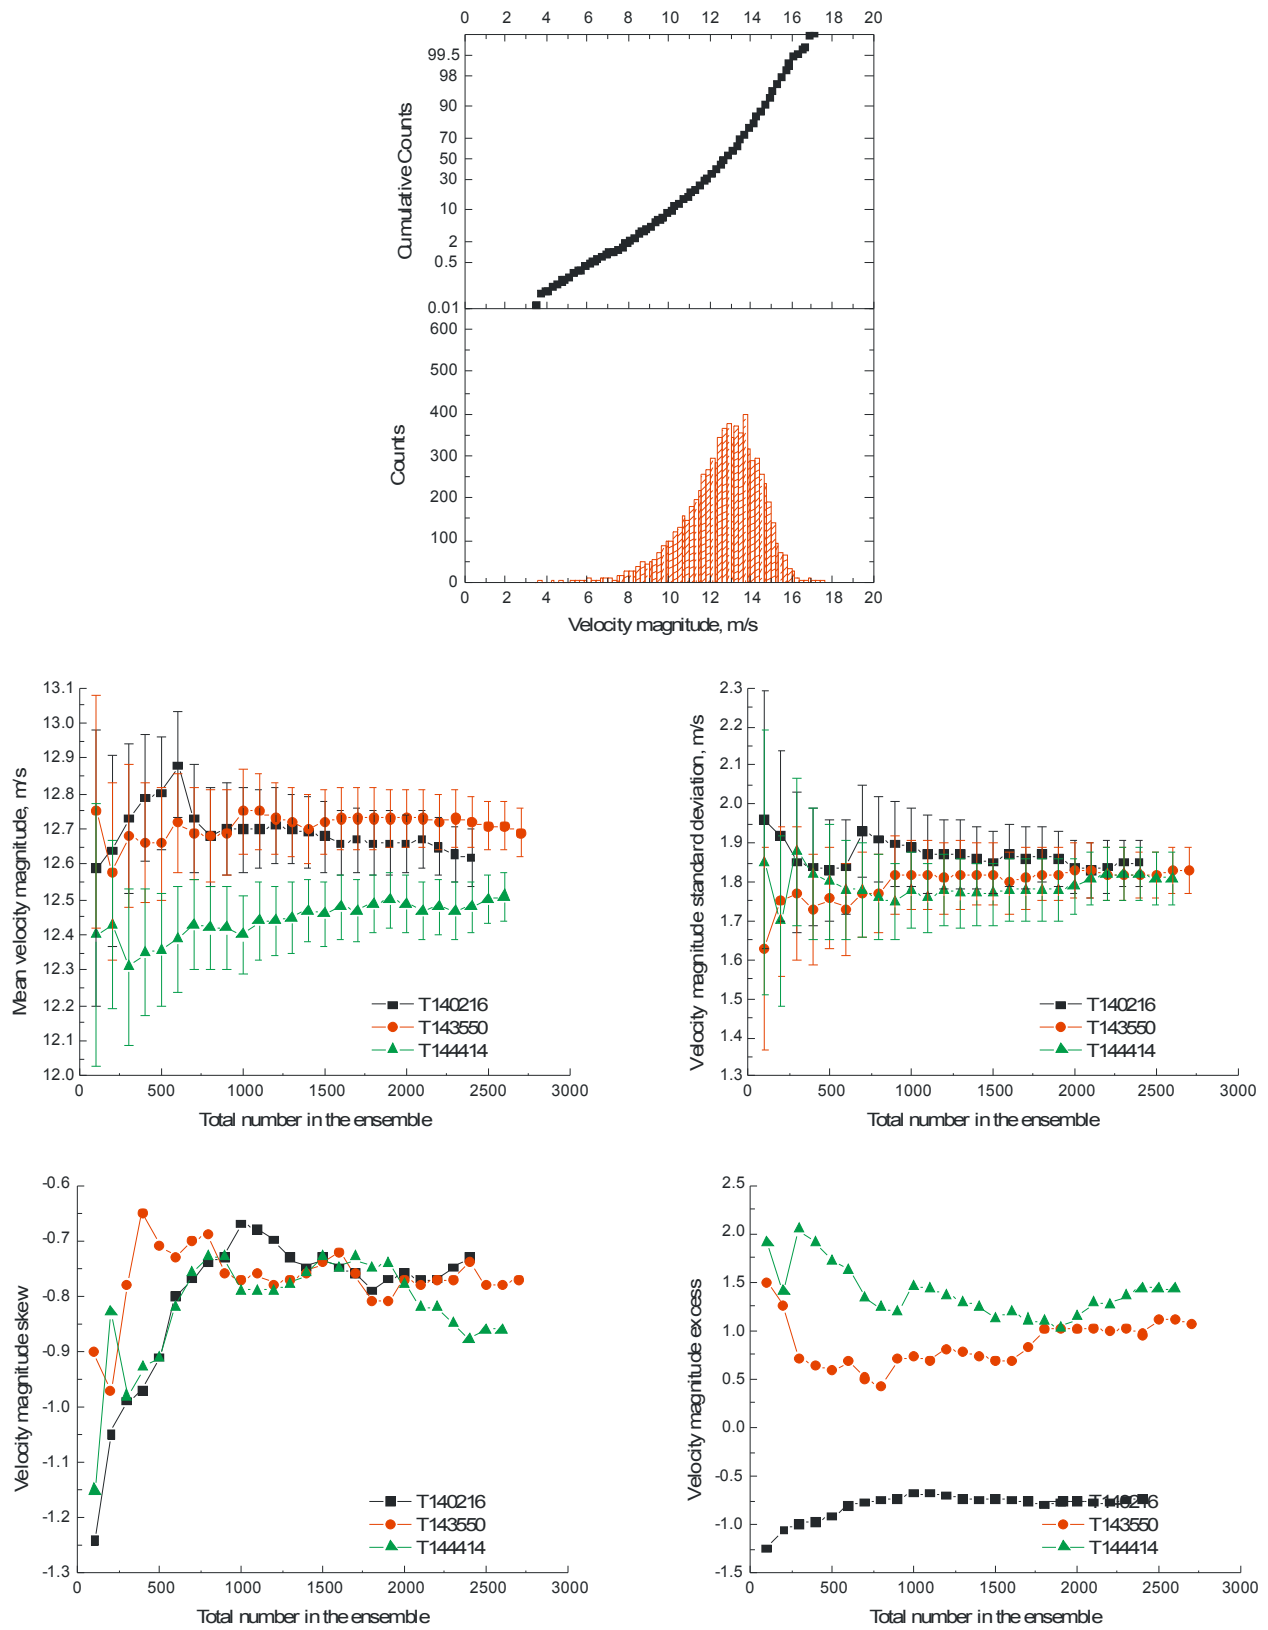 0 2 4 6 8 10 12 14 16 18 20
99.5
98
90
70
50
30
10
2
0.5
0.01
Cumulative Counts
600
500
400
300
200
100
0
Counts
0 2 4 6 8 10 12 14 16 18 20
Velocity magnitude, m/s
13.1
13.0
12.9
12.8
12.7
12.6
12.5
12.4
12.3
12.2
12.1
12.0
Mean velocity magnitude, m/s
T140216
T143550
T144414
0 500 1000 1500 2000 2500 3000
Total number in the ensemble
2.3
2.2
2.1
2.0
1.9
1.8
1.7
1.6
1.5
1.4
1.3
Velocity magnitude standard deviation, m/s
T140216
T143550
T144414
0 500 1000 1500 2000 2500 3000
Total number in the ensemble
-0.6
-0.7
-0.8
-0.9
-1.0
-1.1
-1.2
-1.3
Velocity magnitude skew
T140216
T143550
T144414
0 500 1000 1500 2000 2500 3000
Total number in the ensemble
2.5
2.0
1.5
1.0
0.5
0.0
-0.5
-1.0
-1.5
Velocity magnitude excess
T140216
T143550
T144414
0 500 1000 1500 2000 2500 3000
Total number in the ensemble